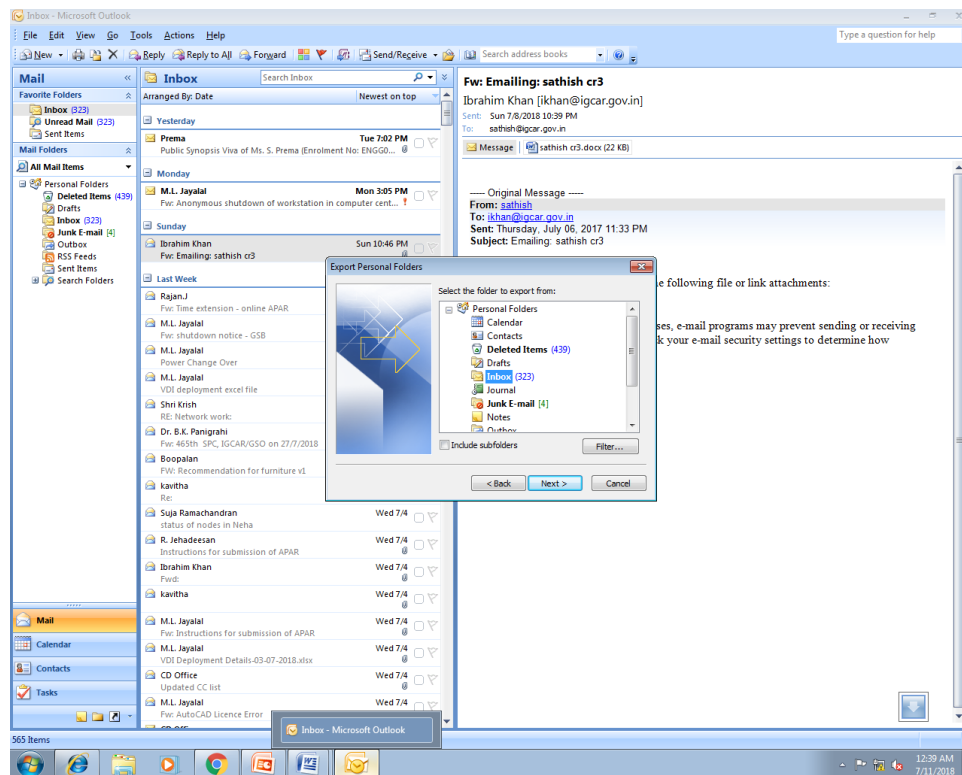 Inbox - Microsoft Outlook
File Edit View Go Tools Actions Help
Type a question for help
New Reply Reply to All Forward Send/Receive Search address books
Mail «
Favorite Folders
Inbox (323)
Unread Mail (323)
Sent Items
Mail Folders
All Mail Items
Personal Folders
Deleted Items (439)
Drafts
Inbox (323)
Junk E-mail [4]
Outbox
RSS Feeds
Sent Items
Search Folders
Mail
Calendar
Contacts
Tasks
Inbox Search Inbox
Arranged By: Date Newest on top
Yesterday
Prema Tue 7:02 PM
Public Synopsis Viva of Ms. S. Prema (Enrolment No: ENGG0...
Monday
M.L. Jayalal Mon 3:05 PM
Fw: Anonymous shutdown of workstation in computer cent...
Sunday
Ibrahim Khan Sun 10:46 PM
Fw: Emailing: sathish cr3
Last Week
Rajan.J
Fw: Time extension - online APAR
M.L. Jayalal
Fw: shutdown notice - GSB
M.L. Jayalal
Power Change Over
M.L. Jayalal
VDI deployment excel file
Shri Krish
RE: Network work:
Dr. B.K. Panigrahi
Fw: 465th SPC, IGCAR/GSO on 27/7/2018
Boopalan
FW: Recommendation for furniture v1
kavitha
Re:
Suja Ramachandran Wed 7/4
status of nodes in Neha
R. Jehadeesan Wed 7/4
Instructions for submission of APAR
Ibrahim Khan Wed 7/4
Fwd:
kavitha Wed 7/4
M.L. Jayalal Wed 7/4
Fw: Instructions for submission of APAR
M.L. Jayalal Wed 7/4
VDI Deployment Details-03-07-2018.xlsx
CD Office Wed 7/4
Updated CC list
M.L. Jayalal Wed 7/4
Fw: AutoCAD Licence Error
Fw: Emailing: sathish cr3
Ibrahim Khan [ikhan@igcar.gov.in]
Sent: Sun 7/8/2018 10:39 PM
To: sathish@igcar.gov.in
Message sathish cr3.docx (22 KB)
----- Original Message -----
From: sathish
To: ikhan@igcar.gov.in
Sent: Thursday, July 06, 2017 11:33 PM
Subject: Emailing: sathish cr3
e following file or link attachments:
ses, e-mail programs may prevent sending or receiving
k your e-mail security settings to determine how
Export Personal Folders
Select the folder to export from:
Personal Folders
Calendar
Contacts
Deleted Items (439)
Drafts
Inbox (323)
Journal
Junk E-mail [4]
Notes
Outbox
Include subfolders Filter...
< Back Next > Cancel
Inbox - Microsoft Outlook
565 Items
12:39 AM
7/11/2018